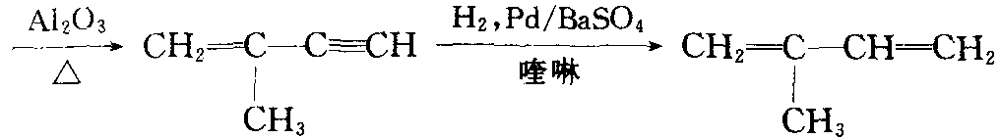 Al₂O₃ H₂,Pd/BaSO₄
CH₂=C—C≡CH CH₂=C—CH=CH₂
△ 喹啉
CH₃ CH₃